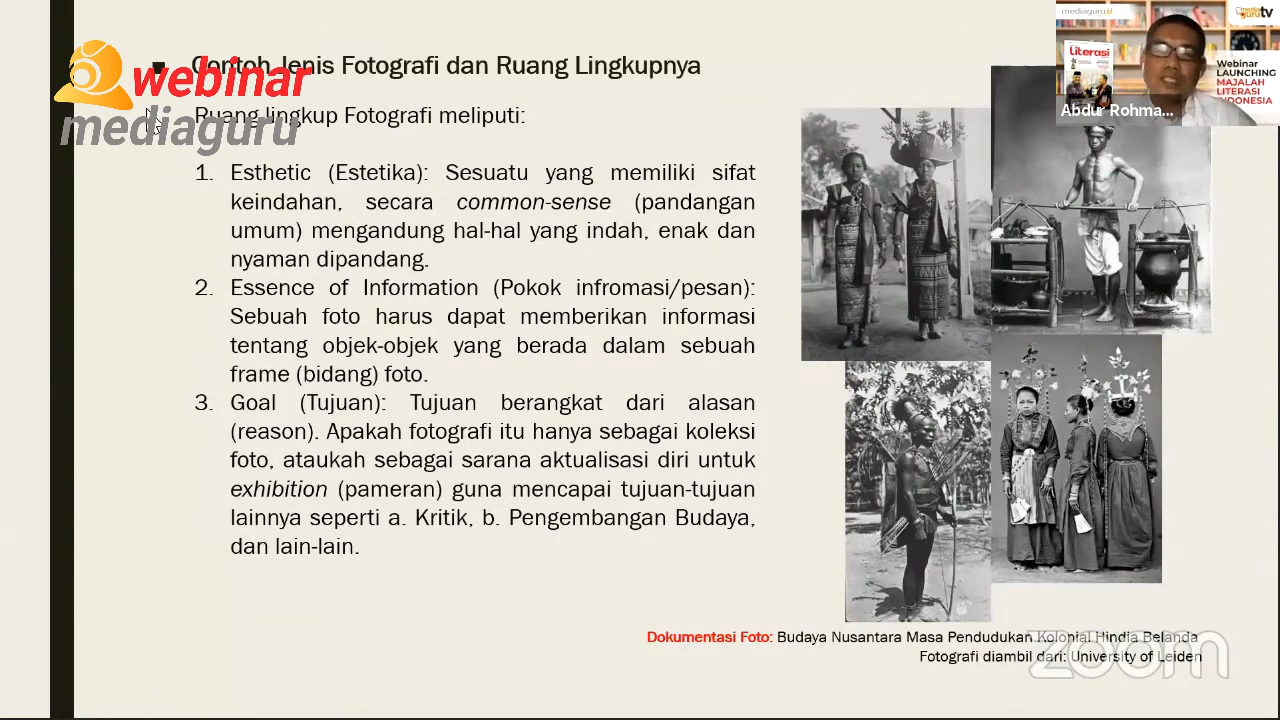 Contoh Jenis Fotografi dan Ruang Lingkupnya
webinar
mediaguru
Ruang lingkup Fotografi meliputi:
1. Esthetic (Estetika): Sesuatu yang memiliki sifat
keindahan, secara common-sense (pandangan
umum) mengandung hal-hal yang indah, enak dan
nyaman dipandang.
2. Essence of Information (Pokok infromasi/pesan):
Sebuah foto harus dapat memberikan informasi
tentang objek-objek yang berada dalam sebuah
frame (bidang) foto.
3. Goal (Tujuan): Tujuan berangkat dari alasan
(reason). Apakah fotografi itu hanya sebagai koleksi
foto, ataukah sebagai sarana aktualisasi diri untuk
exhibition (pameran) guna mencapai tujuan-tujuan
lainnya seperti a. Kritik, b. Pengembangan Budaya,
dan lain-lain.
mediaguru.id
media guru tv
Literasi
Webinar
LAUNCHING
MAJALAH
LITERASI
INDONESIA
Abdur Rohma...
Dokumentasi Foto: Budaya Nusantara Masa Pendudukan Kolonial Hindia Belanda
Fotografi diambil dari: University of Leiden
zoom